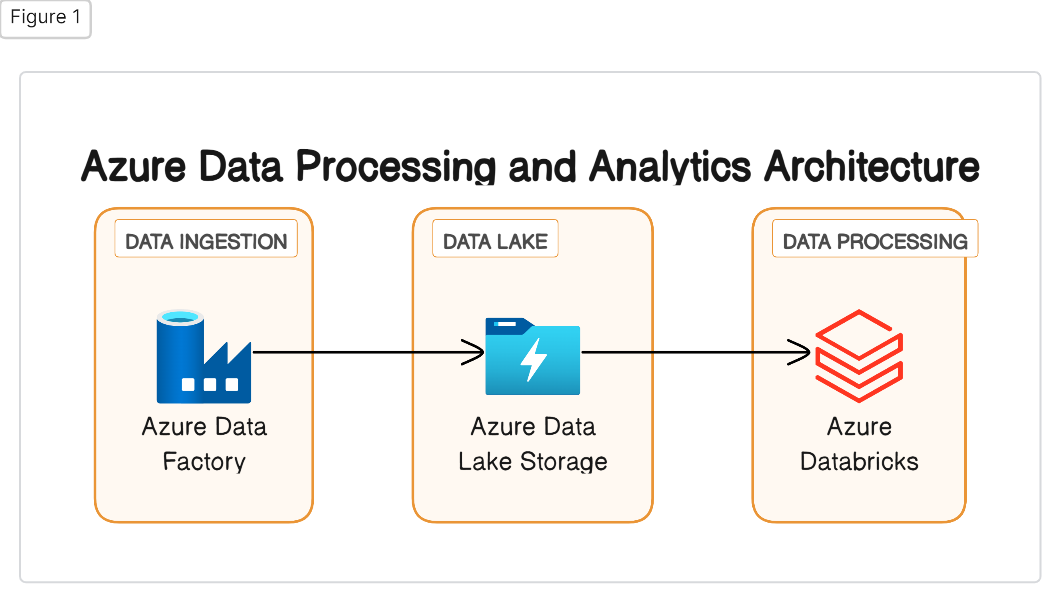 Figure 1
Azure Data Processing and Analytics Architecture
DATA INGESTION
DATA LAKE
DATA PROCESSING
Azure Data
Factory
Azure Data
Lake Storage
Azure
Databricks